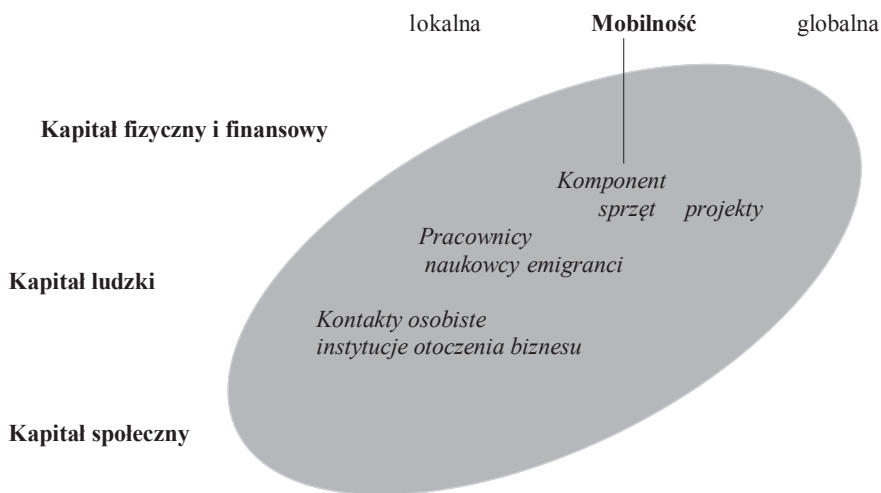 lokalna Mobilność globalna
Kapitał fizyczny i finansowy
Komponent
sprzęt projekty
Pracownicy
naukowcy emigranci
Kapitał ludzki
Kontakty osobiste
instytucje otoczenia biznesu
Kapitał społeczny